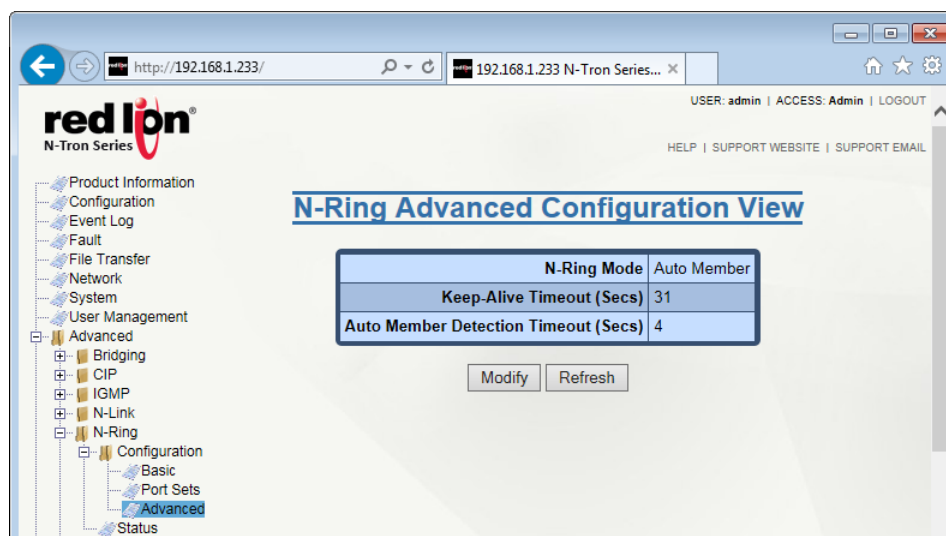 http://192.168.1.233/
192.168.1.233 N-Tron Series...
USER: admin | ACCESS: Admin | LOGOUT
red lion®
N-Tron Series
HELP | SUPPORT WEBSITE | SUPPORT EMAIL
Product Information
Configuration
Event Log
Fault
File Transfer
Network
System
User Management
Advanced
Bridging
CIP
IGMP
N-Link
N-Ring
Configuration
Basic
Port Sets
Advanced
Status
N-Ring Advanced Configuration View
N-Ring Mode Auto Member
Keep-Alive Timeout (Secs) 31
Auto Member Detection Timeout (Secs) 4
Modify Refresh